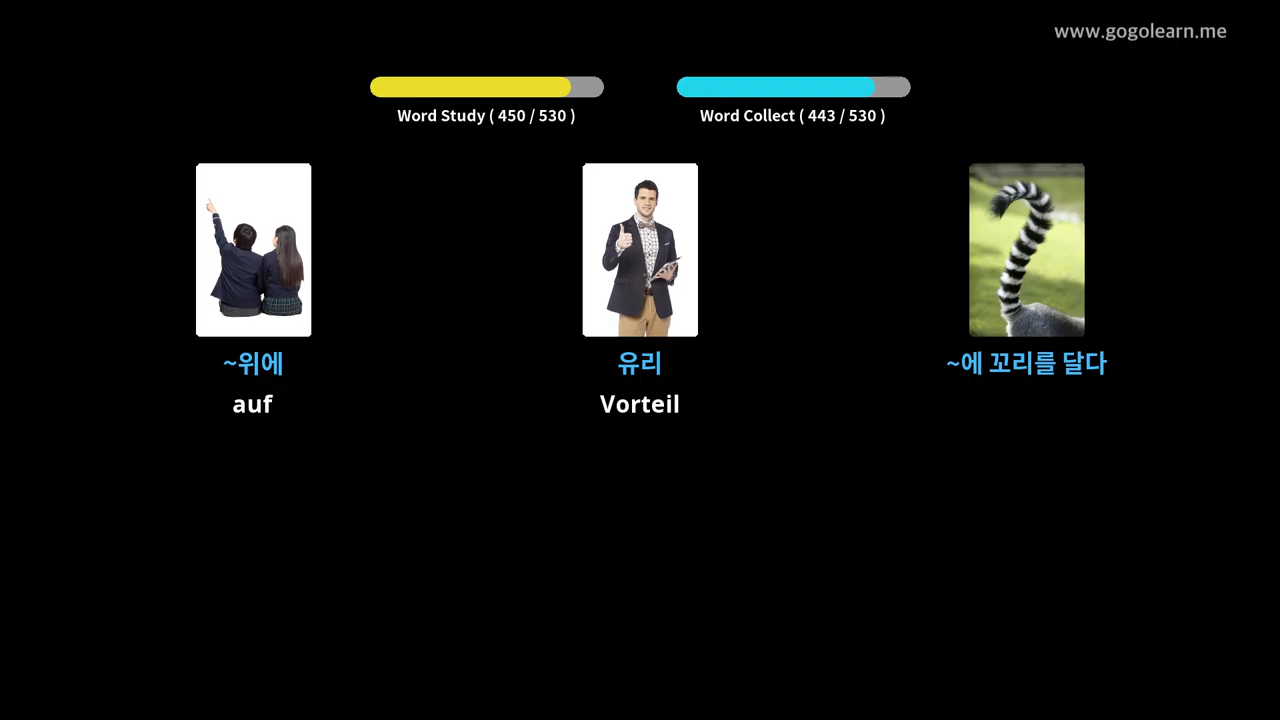 www.gogolearn.me
Word Study ( 450 / 530 )
Word Collect ( 443 / 530 )
~위에
유리
~에 꼬리를 달다
auf
Vorteil